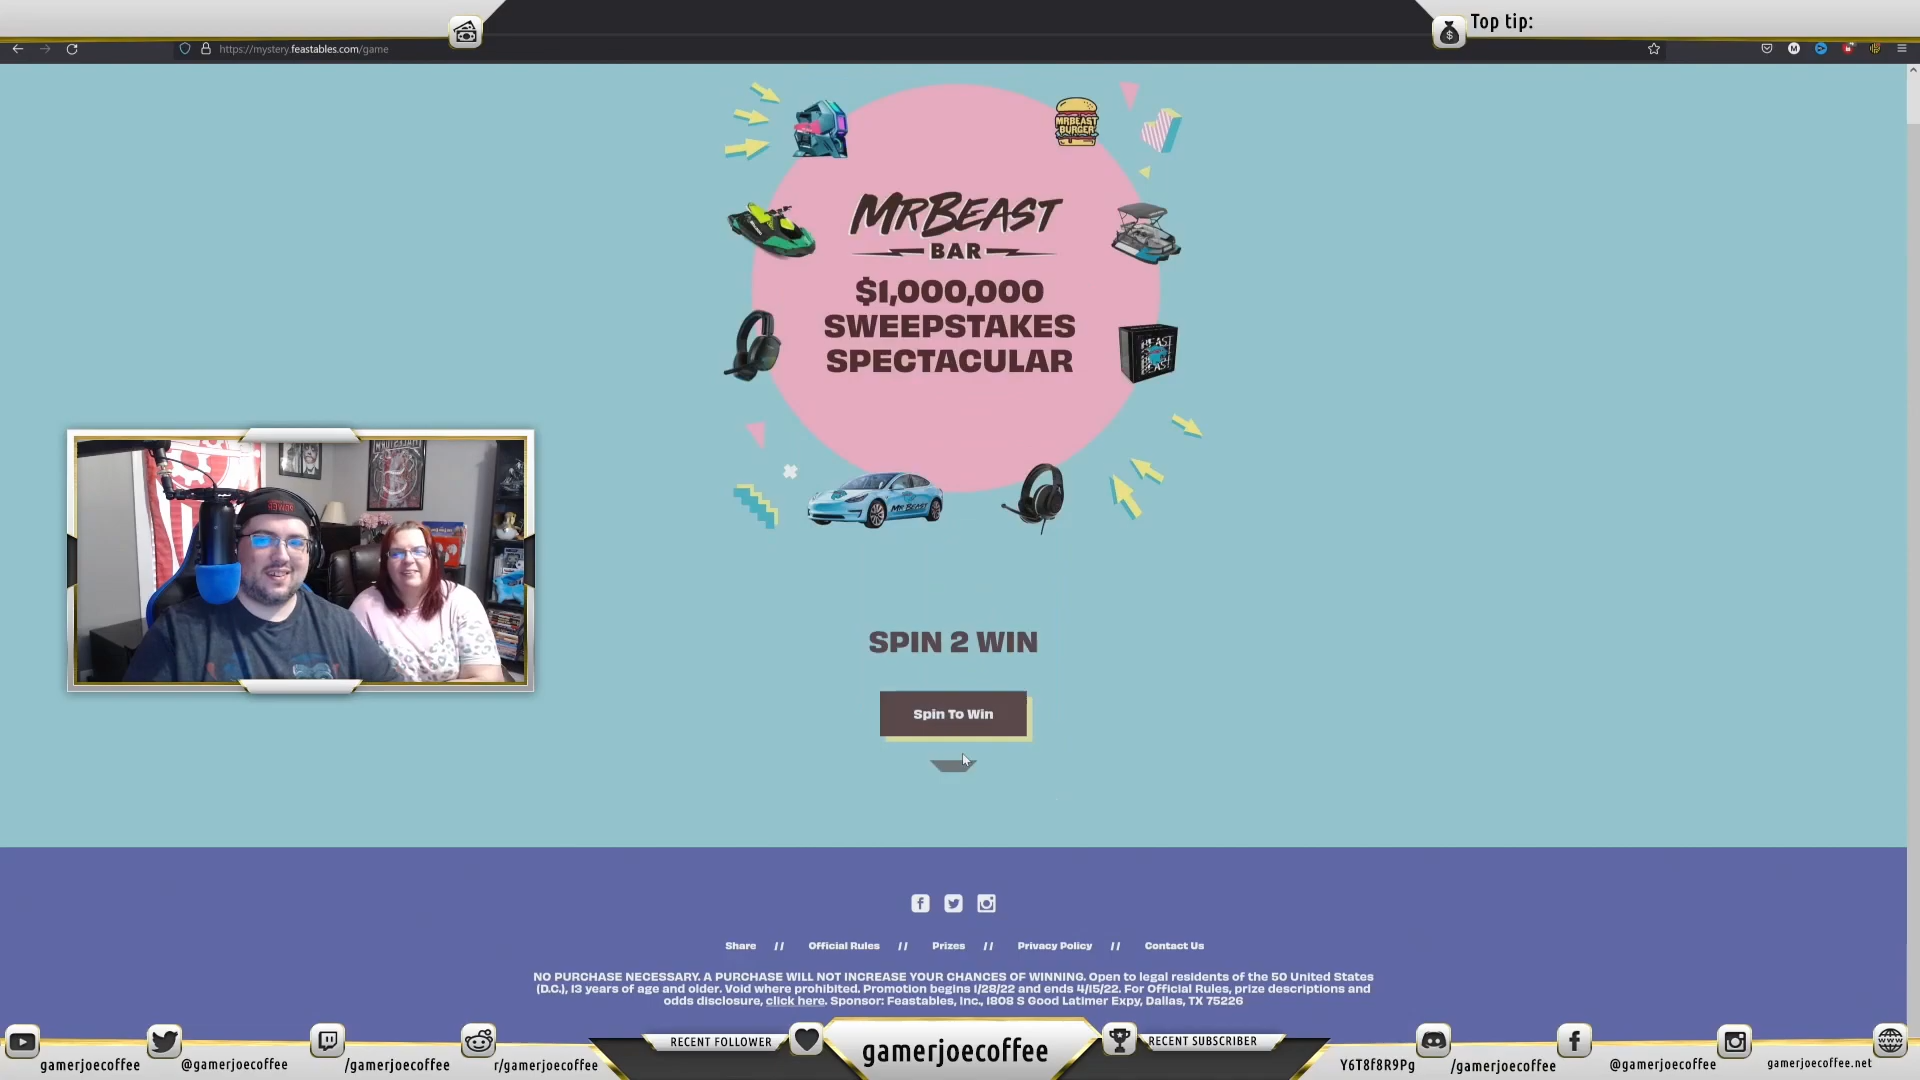 Top tip:
https://mystery.feastables.com/game
MRBEAST
BURGER
MRBEAST
BAR
$1,000,000
SWEEPSTAKES
SPECTACULAR
BEAST
MR BEAST
SPIN 2 WIN
Spin To Win
Share // Official Rules // Prizes // Privacy Policy // Contact Us
NO PURCHASE NECESSARY. A PURCHASE WILL NOT INCREASE YOUR CHANCES OF WINNING. Open to legal residents of the 50 United States
(D.C.), 13 years of age and older. Void where prohibited. Promotion begins 1/28/22 and ends 4/15/22. For Official Rules, prize descriptions and
odds disclosure, click here. Sponsor: Feastables, Inc., 1808 S Good Latimer Expy, Dallas, TX 75226
RECENT FOLLOWER
RECENT SUBSCRIBER
gamerjoecoffee
@gamerjoecoffee
/gamerjoecoffee
r/gamerjoecoffee
gamerjoecoffee
Y6T8f8R9Pg
/gamerjoecoffee
@gamerjoecoffee
gamerjoecoffee.net